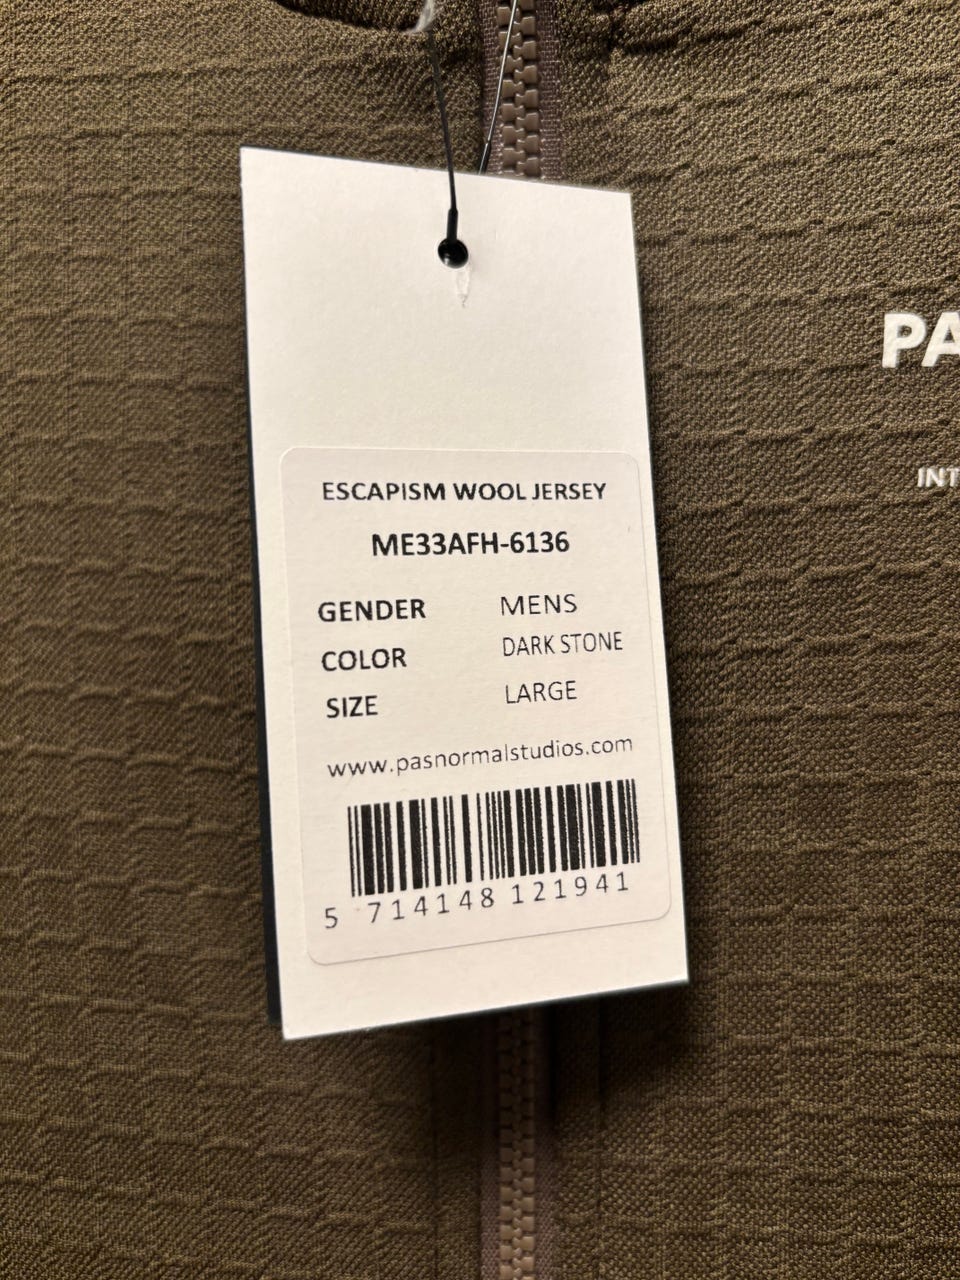 PA
INT
ESCAPISM WOOL JERSEY
ME33AFH-6136
GENDER MENS
COLOR DARK STONE
SIZE LARGE
www.pasnormalstudios.com
5 714148 121941